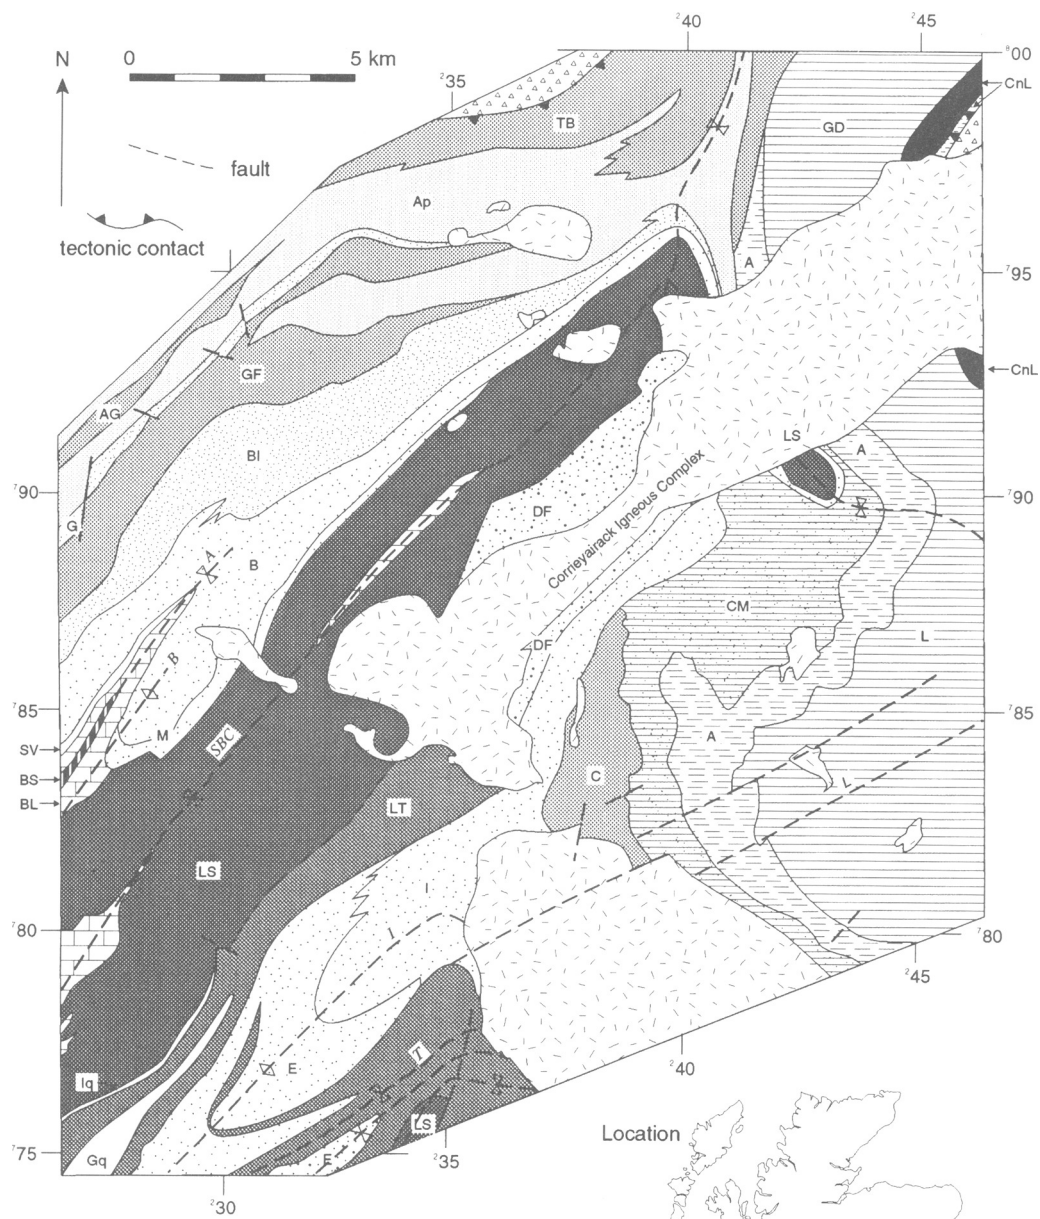 ²40
²45
N
0
5 km
⁸00
CnL
²35
TB
GD
fault
Ap
tectonic contact
A
⁷95
GF
CnL
AG
LS
A
BI
⁷90
⁷90
DF
Gf
Corrieyairack Igneous Complex
A
B
CM
DF
L
B
⁷85
⁷85
M
A
SV
SBC
BS
C
L
BL
LT
LS
I
⁷80
I
⁷80
²45
T
E
²40
Iq
LS
Location
⁷75
Gq
E
²35
²30